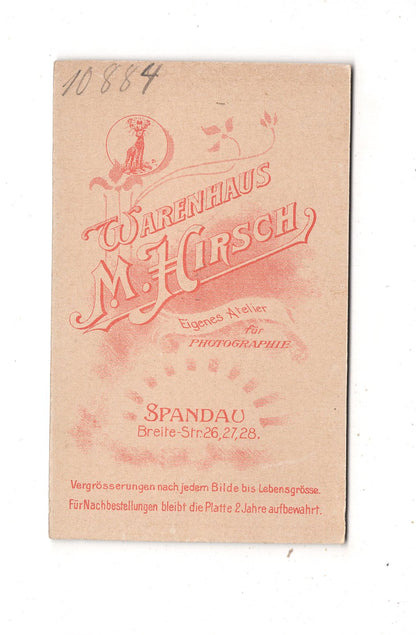 10884
Warenhaus
M. Hirsch
Eigenes Atelier
für
Photographie
Spandau
Breite-Str. 26, 27, 28.
Vergrösserungen nach jedem Bilde bis Lebensgrösse.
Für Nachbestellungen bleibt die Platte 2 Jahre aufbewahrt.